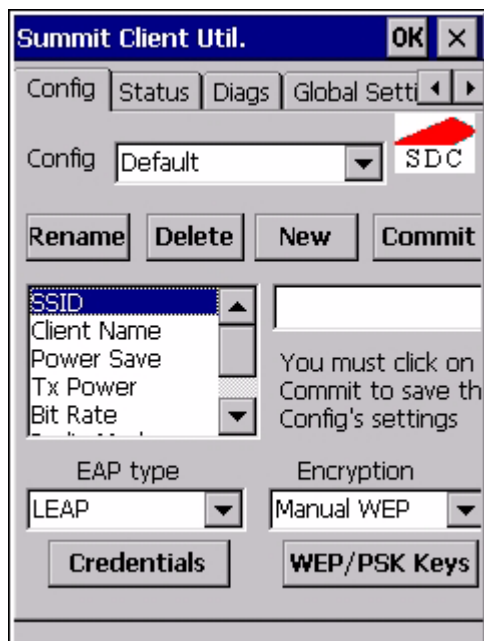 Summit Client Util. OK ×
Config Status Diags Global Setti
Config Default SDC
Rename Delete New Commit
SSID
Client Name
Power Save
Tx Power
Bit Rate
You must click on
Commit to save th
Config's settings
EAP type Encryption
LEAP Manual WEP
Credentials WEP/PSK Keys